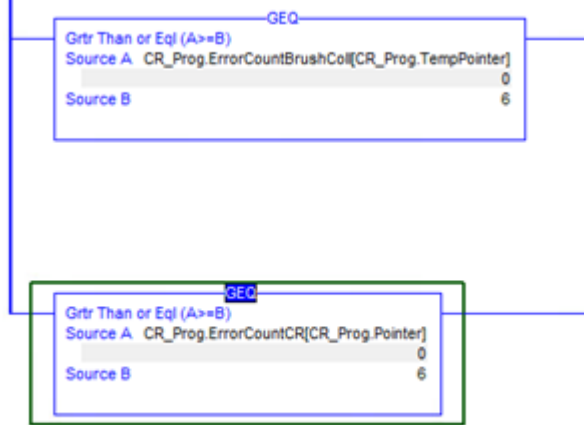 GEQ
Grtr Than or Eql (A>=B)
Source A CR_Prog.ErrorCountBrushColl[CR_Prog.TempPointer]
0
Source B 6
GEQ
Grtr Than or Eql (A>=B)
Source A CR_Prog.ErrorCountCR[CR_Prog.Pointer]
0
Source B 6